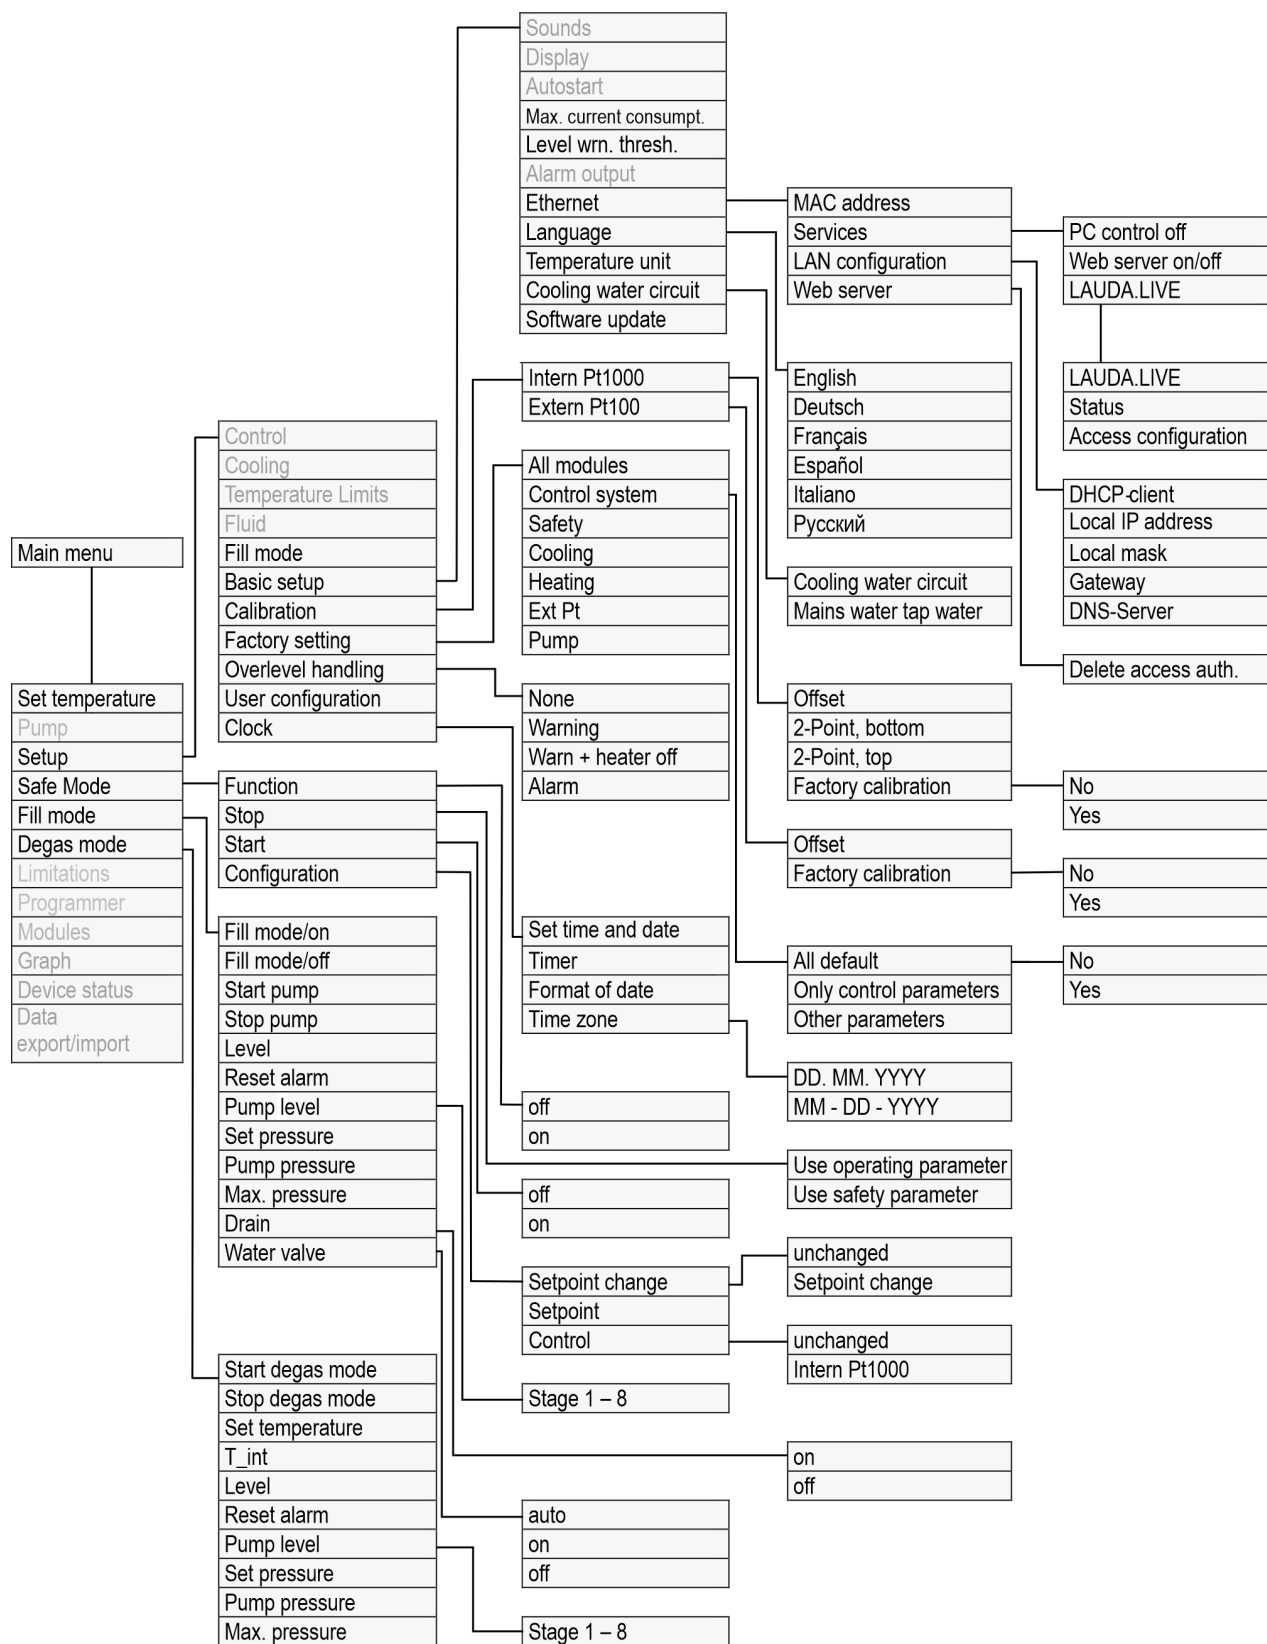 Main menu
Set temperature
Pump
Setup
Safe Mode
Fill mode
Degas mode
Limitations
Programmer
Modules
Graph
Device status
Data
export/import
Control
Cooling
Temperature Limits
Fluid
Fill mode
Basic setup
Calibration
Factory setting
Overlevel handling
User configuration
Clock
Function
Stop
Start
Configuration
Fill mode/on
Fill mode/off
Start pump
Stop pump
Level
Reset alarm
Pump level
Set pressure
Pump pressure
Max. pressure
Drain
Water valve
Start degas mode
Stop degas mode
Set temperature
T_int
Level
Reset alarm
Pump level
Set pressure
Pump pressure
Max. pressure
Sounds
Display
Autostart
Max. current consumpt.
Level wrn. thresh.
Alarm output
Ethernet
Language
Temperature unit
Cooling water circuit
Software update
Intern Pt1000
Extern Pt100
All modules
Control system
Safety
Cooling
Heating
Ext Pt
Pump
None
Warning
Warn + heater off
Alarm
Set time and date
Timer
Format of date
Time zone
off
on
off
on
Setpoint change
Setpoint
Control
Stage 1 – 8
auto
on
off
Stage 1 – 8
MAC address
Services
LAN configuration
Web server
English
Deutsch
Français
Español
Italiano
Русский
Cooling water circuit
Mains water tap water
Offset
2-Point, bottom
2-Point, top
Factory calibration
Offset
Factory calibration
All default
Only control parameters
Other parameters
DD. MM. YYYY
MM - DD - YYYY
Use operating parameter
Use safety parameter
unchanged
Setpoint change
unchanged
Intern Pt1000
on
off
PC control off
Web server on/off
LAUDA.LIVE
LAUDA.LIVE
Status
Access configuration
DHCP-client
Local IP address
Local mask
Gateway
DNS-Server
Delete access auth.
No
Yes
No
Yes
No
Yes